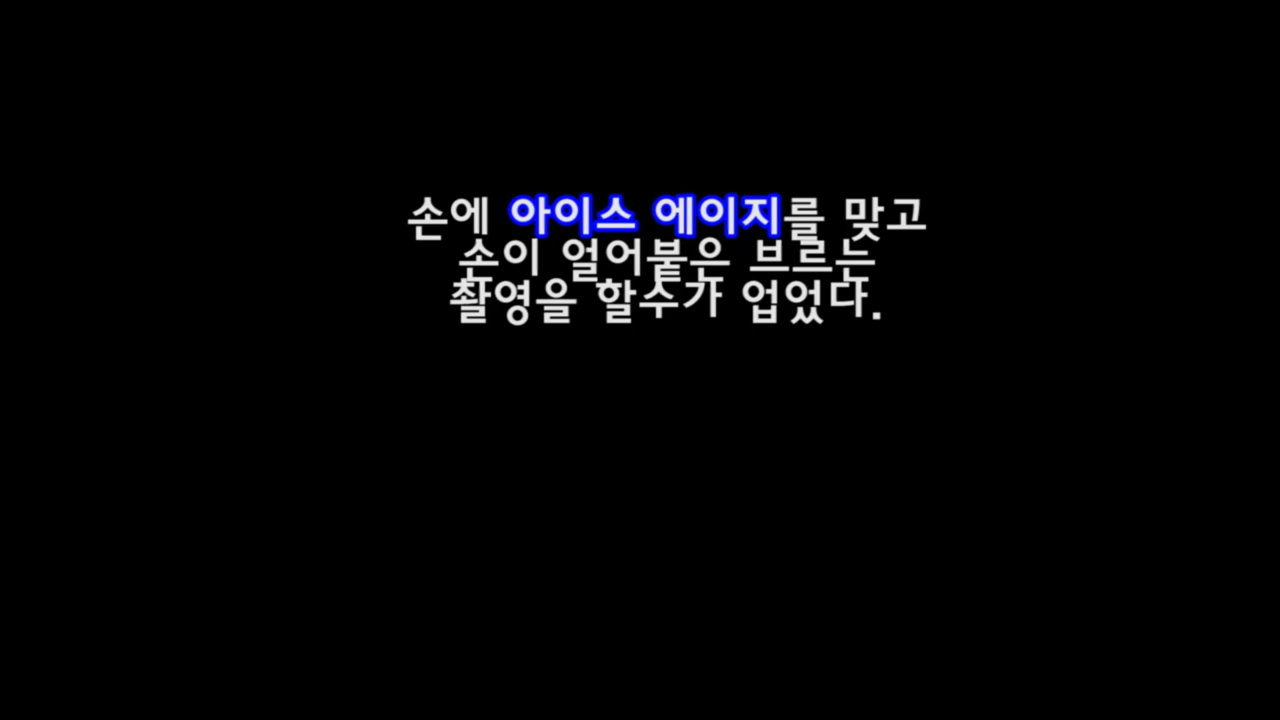 손에 아이스 에이지를 맞고
손이 얼어붙은 브르는
촬영을 할수가 업었다.